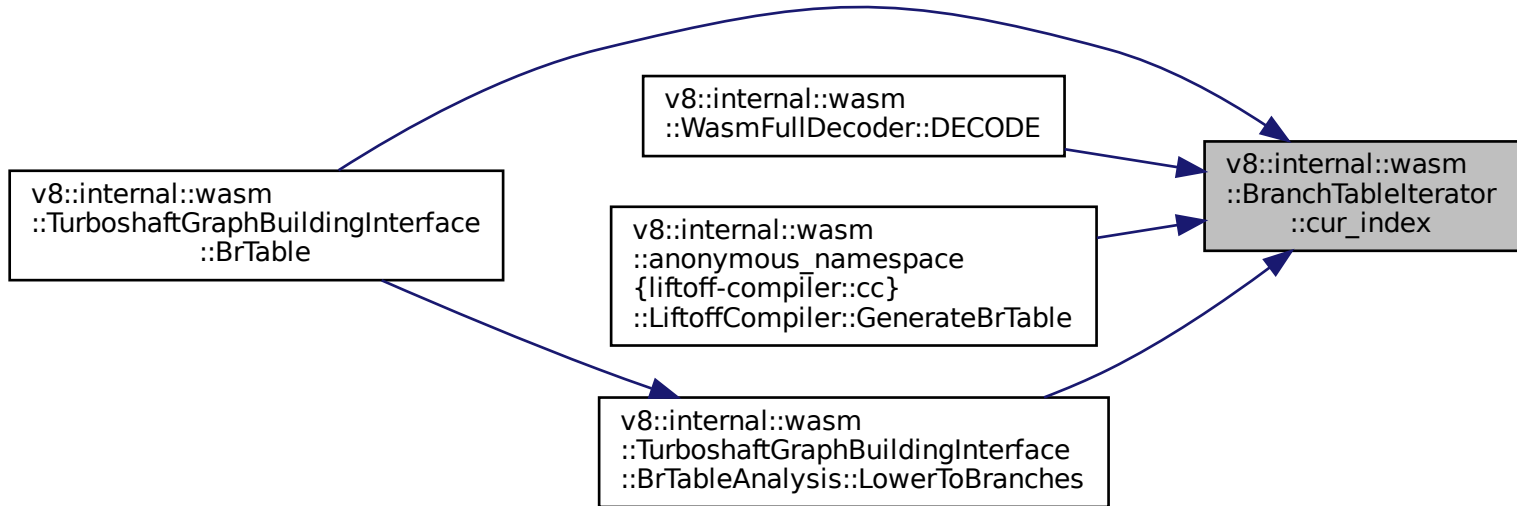 v8::internal::wasm
::WasmFullDecoder::DECODE
v8::internal::wasm
::BranchTableIterator
::cur_index
v8::internal::wasm
::TurboshaftGraphBuildingInterface
::BrTable
v8::internal::wasm
::anonymous_namespace
{liftoff-compiler::cc}
::LiftoffCompiler::GenerateBrTable
v8::internal::wasm
::TurboshaftGraphBuildingInterface
::BrTableAnalysis::LowerToBranches